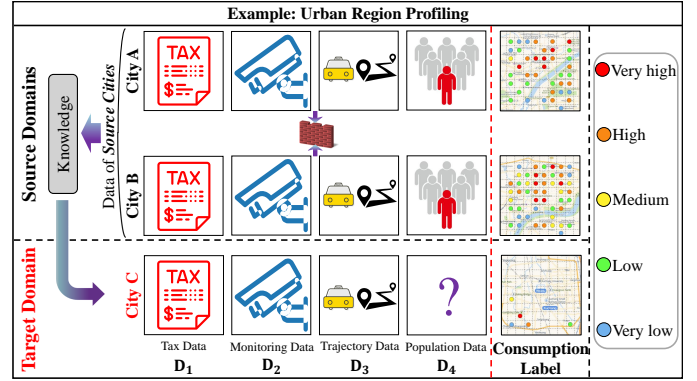 Example: Urban Region Profiling
Source Domains
Knowledge
Data of Source Cities
City A
TAX
$
Very high
High
City B
TAX
$
Medium
Low
Target Domain
City C
TAX
$
?
Very low
Tax Data
Monitoring Data
Trajectory Data
Population Data
Consumption
Label
D1
D2
D3
D4